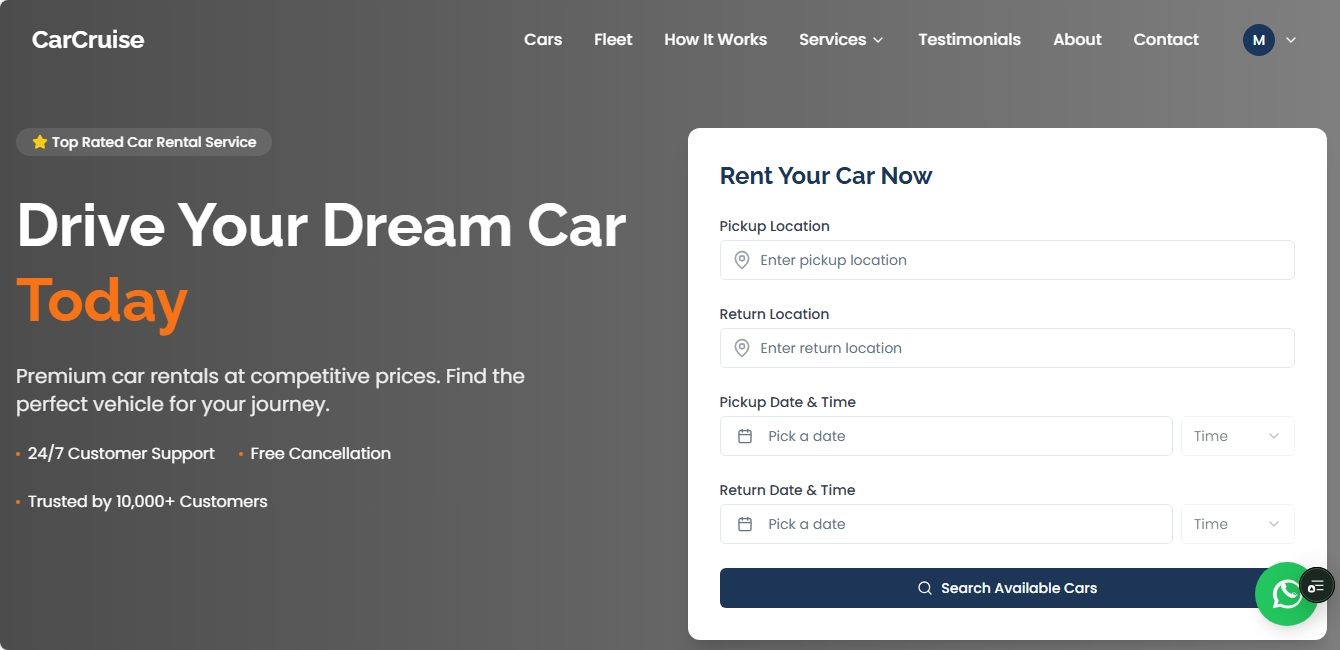 CarCruise
Cars Fleet How It Works Services Testimonials About Contact M
⭐ Top Rated Car Rental Service
Drive Your Dream Car
Today
Premium car rentals at competitive prices. Find the
perfect vehicle for your journey.
• 24/7 Customer Support • Free Cancellation
• Trusted by 10,000+ Customers
Rent Your Car Now
Pickup Location
Enter pickup location
Return Location
Enter return location
Pickup Date & Time
Pick a date Time
Return Date & Time
Pick a date Time
Search Available Cars